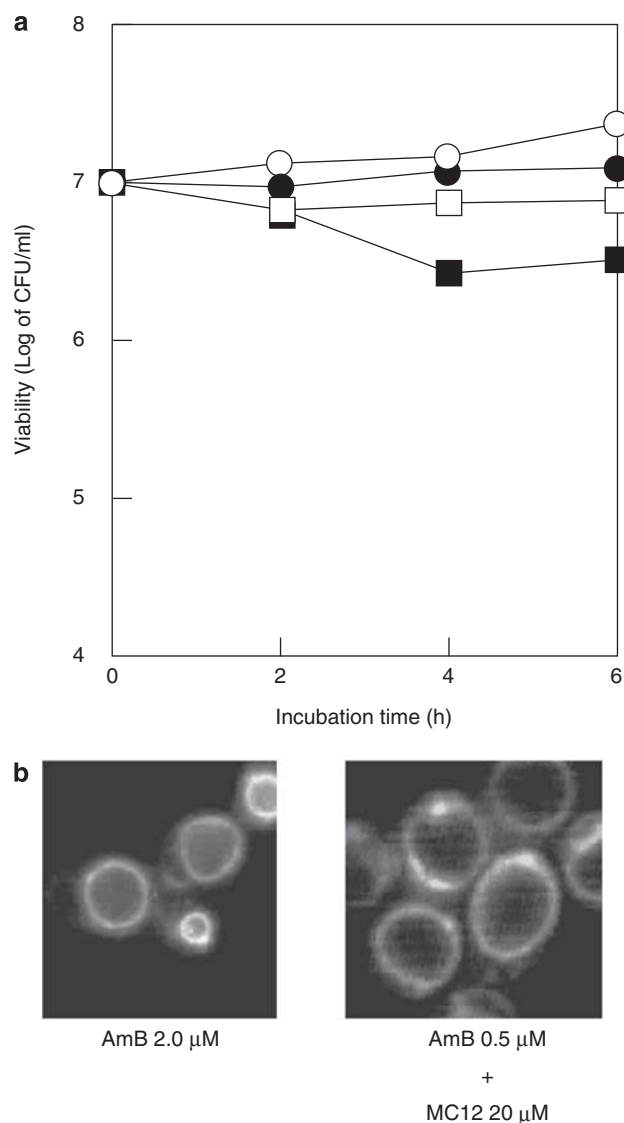 a
8
7
6
5
4
Viability (Log of CFU/ml)
0 2 4 6
Incubation time (h)
b
AmB 2.0 μM
AmB 0.5 μM
+
MC12 20 μM